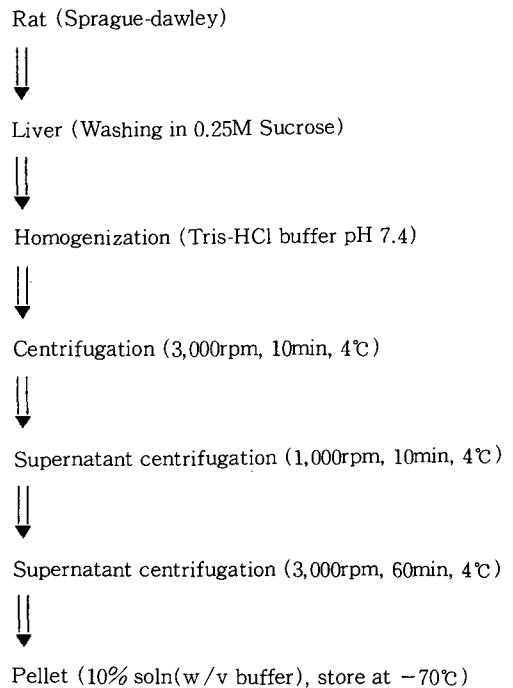 Rat (Sprague-dawley)
Liver (Washing in 0.25M Sucrose)
Homogenization (Tris-HCl buffer pH 7.4)
Centrifugation (3,000rpm, 10min, 4℃)
Supernatant centrifugation (1,000rpm, 10min, 4℃)
Supernatant centrifugation (3,000rpm, 60min, 4℃)
Pellet (10% soln(w/v buffer), store at −70℃)